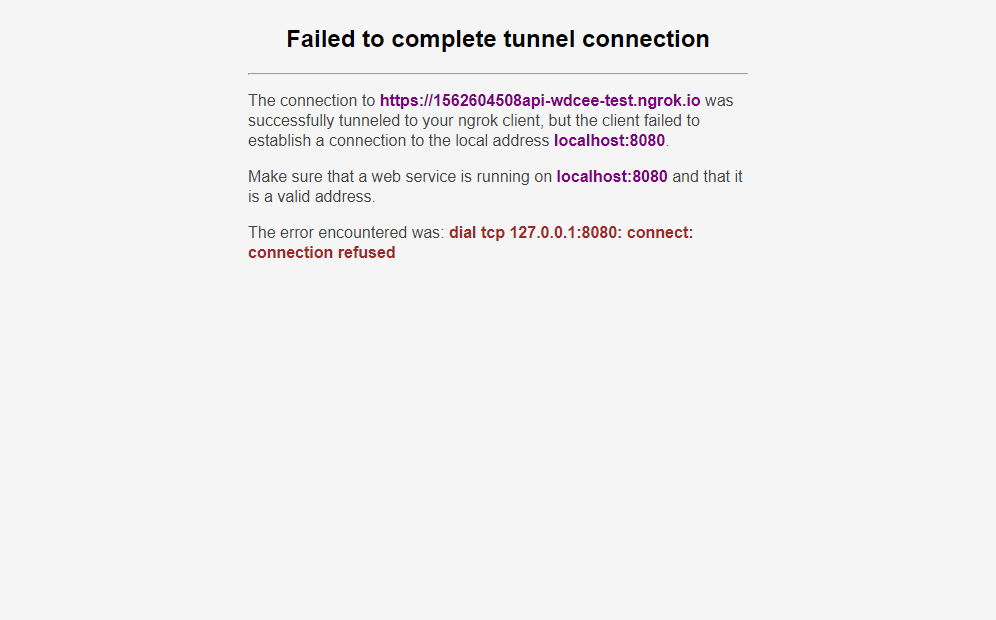 Failed to complete tunnel connection
The connection to https://1562604508api-wdcee-test.ngrok.io was
successfully tunneled to your ngrok client, but the client failed to
establish a connection to the local address localhost:8080.
Make sure that a web service is running on localhost:8080 and that it
is a valid address.
The error encountered was: dial tcp 127.0.0.1:8080: connect:
connection refused